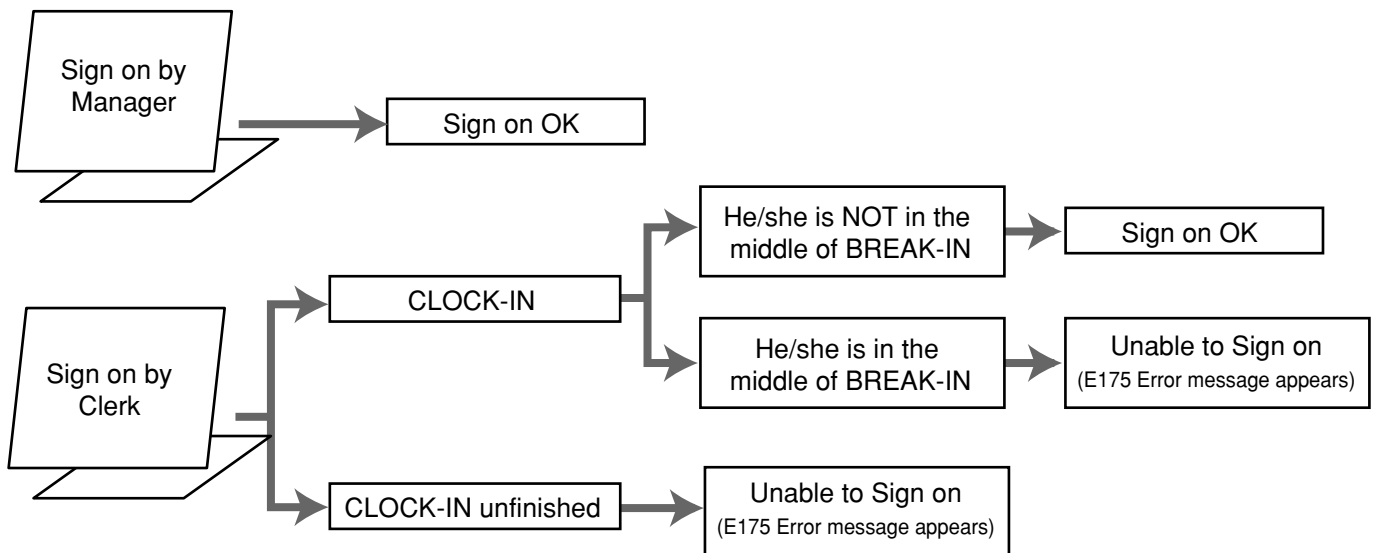 Sign on by
Manager
Sign on OK
He/she is NOT in the
middle of BREAK-IN
Sign on OK
CLOCK-IN
He/she is in the
middle of BREAK-IN
Unable to Sign on
(E175 Error message appears)
Sign on by
Clerk
CLOCK-IN unfinished
Unable to Sign on
(E175 Error message appears)